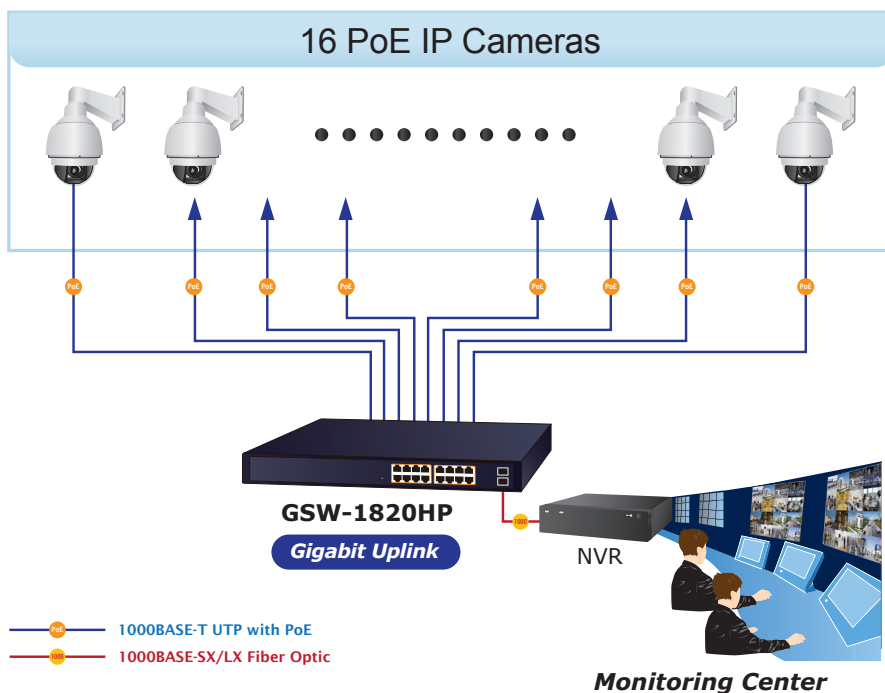 16 PoE IP Cameras
PoE
PoE
PoE
PoE
PoE
PoE
PoE
PoE
GSW-1820HP
Gigabit Uplink
1000
NVR
PoE 1000BASE-T UTP with PoE
1000 1000BASE-SX/LX Fiber Optic
Monitoring Center